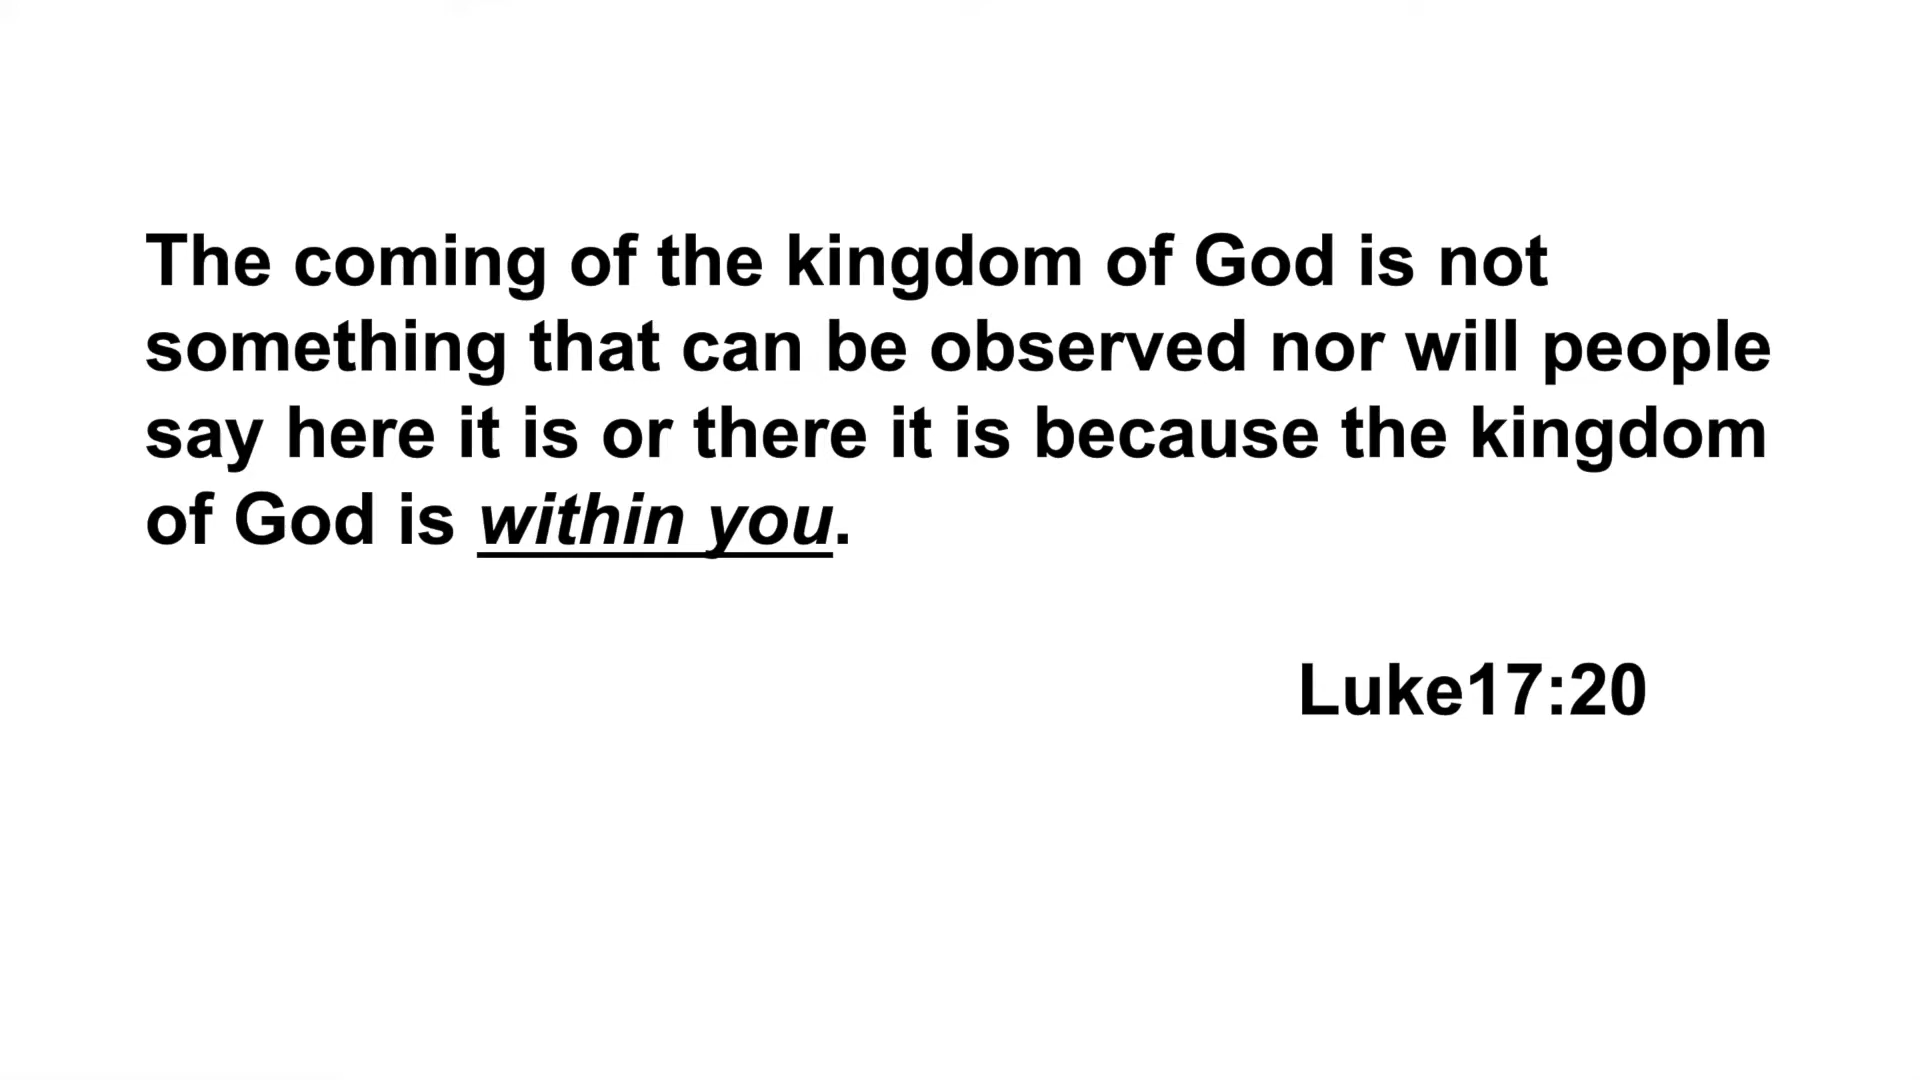 The coming of the kingdom of God is not
something that can be observed nor will people
say here it is or there it is because the kingdom
of God is within you.
Luke17:20